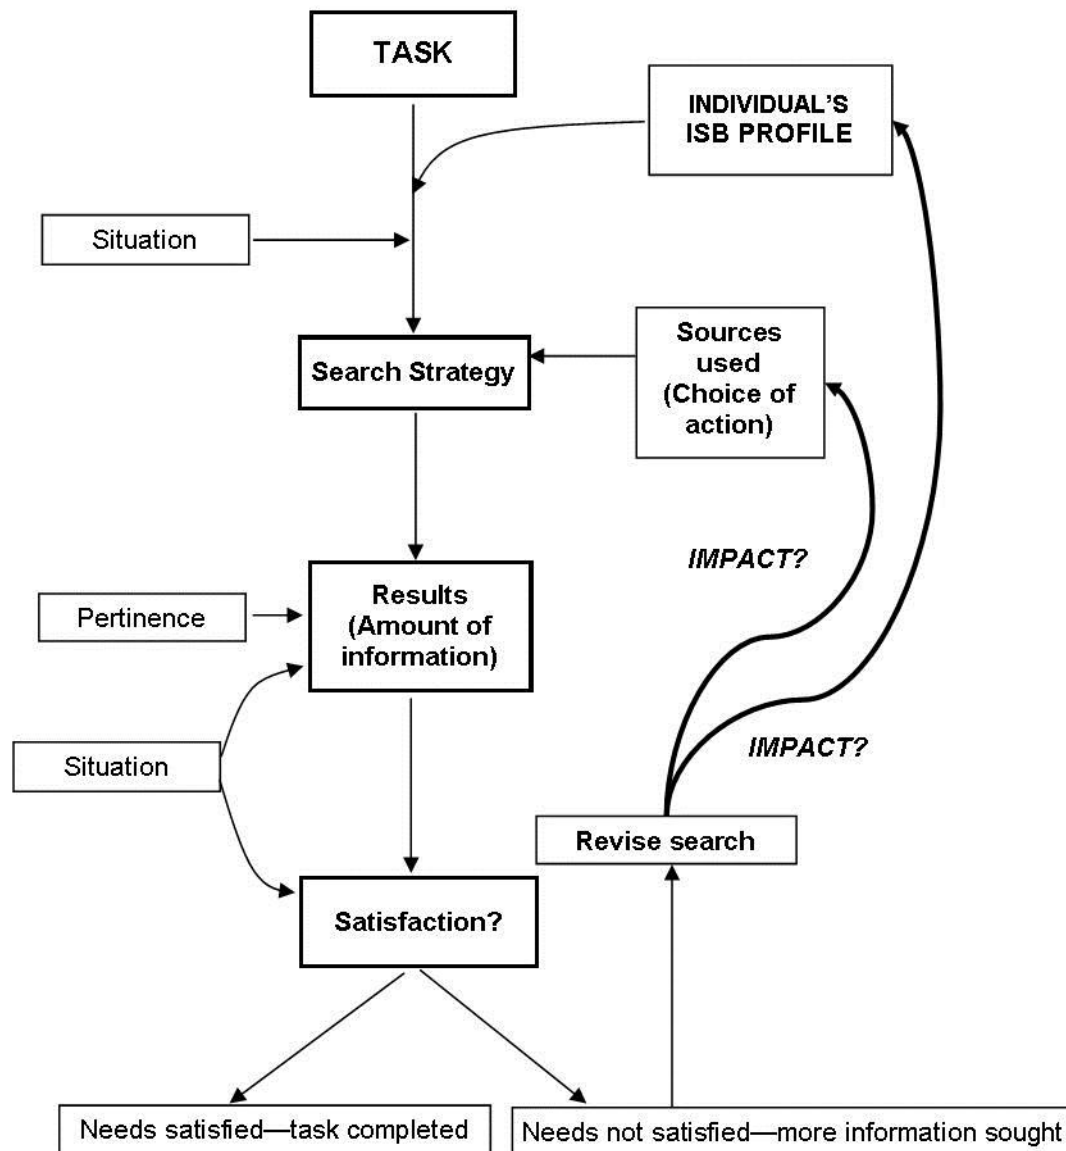 TASK
INDIVIDUAL'S
ISB PROFILE
Situation
Search Strategy
Sources
used
(Choice of
action)
IMPACT?
Pertinence
Results
(Amount of
information)
Situation
IMPACT?
Revise search
Satisfaction?
Needs satisfied—task completed
Needs not satisfied—more information sought